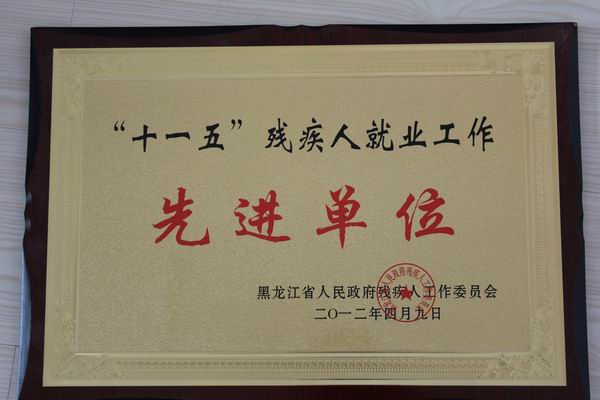 “十一五”残疾人就业工作
先进单位
黑龙江省人民政府残疾人工作委员会
二〇一二年四月九日